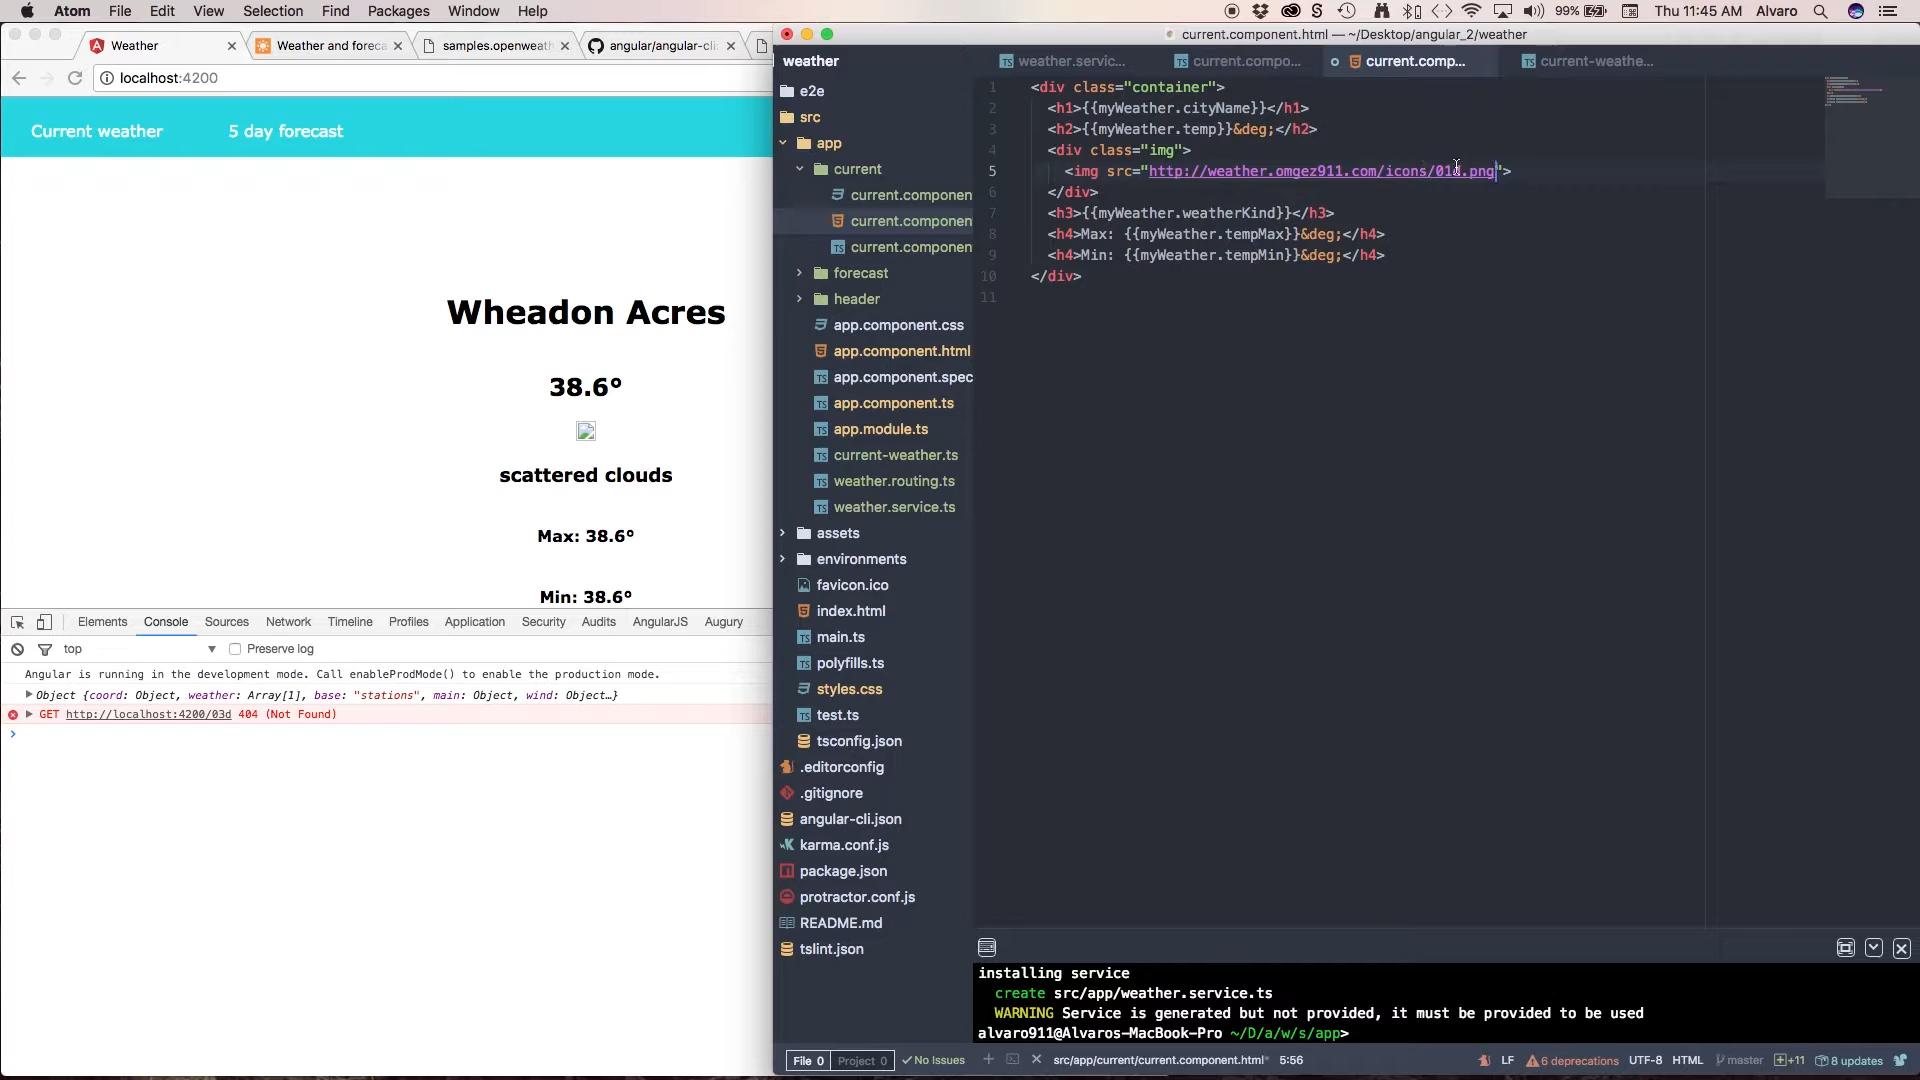 Atom File Edit View Selection Find Packages Window Help
99% Thu 11:45 AM Alvaro
Weather
Weather and foreca
samples.openweath
angular/angular-cli:
localhost:4200
Current weather 5 day forecast
Wheadon Acres
38.6°
scattered clouds
Max: 38.6°
Min: 38.6°
Elements Console Sources Network Timeline Profiles Application Security Audits AngularJS Augury
top Preserve log
Angular is running in the development mode. Call enableProdMode() to enable the production mode.
Object {coord: Object, weather: Array[1], base: "stations", main: Object, wind: Object…}
GET http://localhost:4200/03d 404 (Not Found)
current.component.html — ~/Desktop/angular_2/weather
weather
e2e
src
app
current
current.componen
current.componen
current.componen
forecast
header
app.component.css
app.component.html
app.component.spec
app.component.ts
app.module.ts
current-weather.ts
weather.routing.ts
weather.service.ts
assets
environments
favicon.ico
index.html
main.ts
polyfills.ts
styles.css
test.ts
tsconfig.json
.editorconfig
.gitignore
angular-cli.json
karma.conf.js
package.json
protractor.conf.js
README.md
tslint.json
weather.servic...
current.compo...
current.comp...
current-weathe...
1 <div class="container">
2 <h1>{{myWeather.cityName}}</h1>
3 <h2>{{myWeather.temp}}&deg;</h2>
4 <div class="img">
5 <img src="http://weather.omgez911.com/icons/01d.png">
6 </div>
7 <h3>{{myWeather.weatherKind}}</h3>
8 <h4>Max: {{myWeather.tempMax}}&deg;</h4>
9 <h4>Min: {{myWeather.tempMin}}&deg;</h4>
10 </div>
11
installing service
create src/app/weather.service.ts
WARNING Service is generated but not provided, it must be provided to be used
alvaro911@Alvaros-MacBook-Pro ~/D/a/w/s/app>
File 0 Project 0 No Issues src/app/current/current.component.html* 5:56 LF 6 deprecations UTF-8 HTML master +11 8 updates